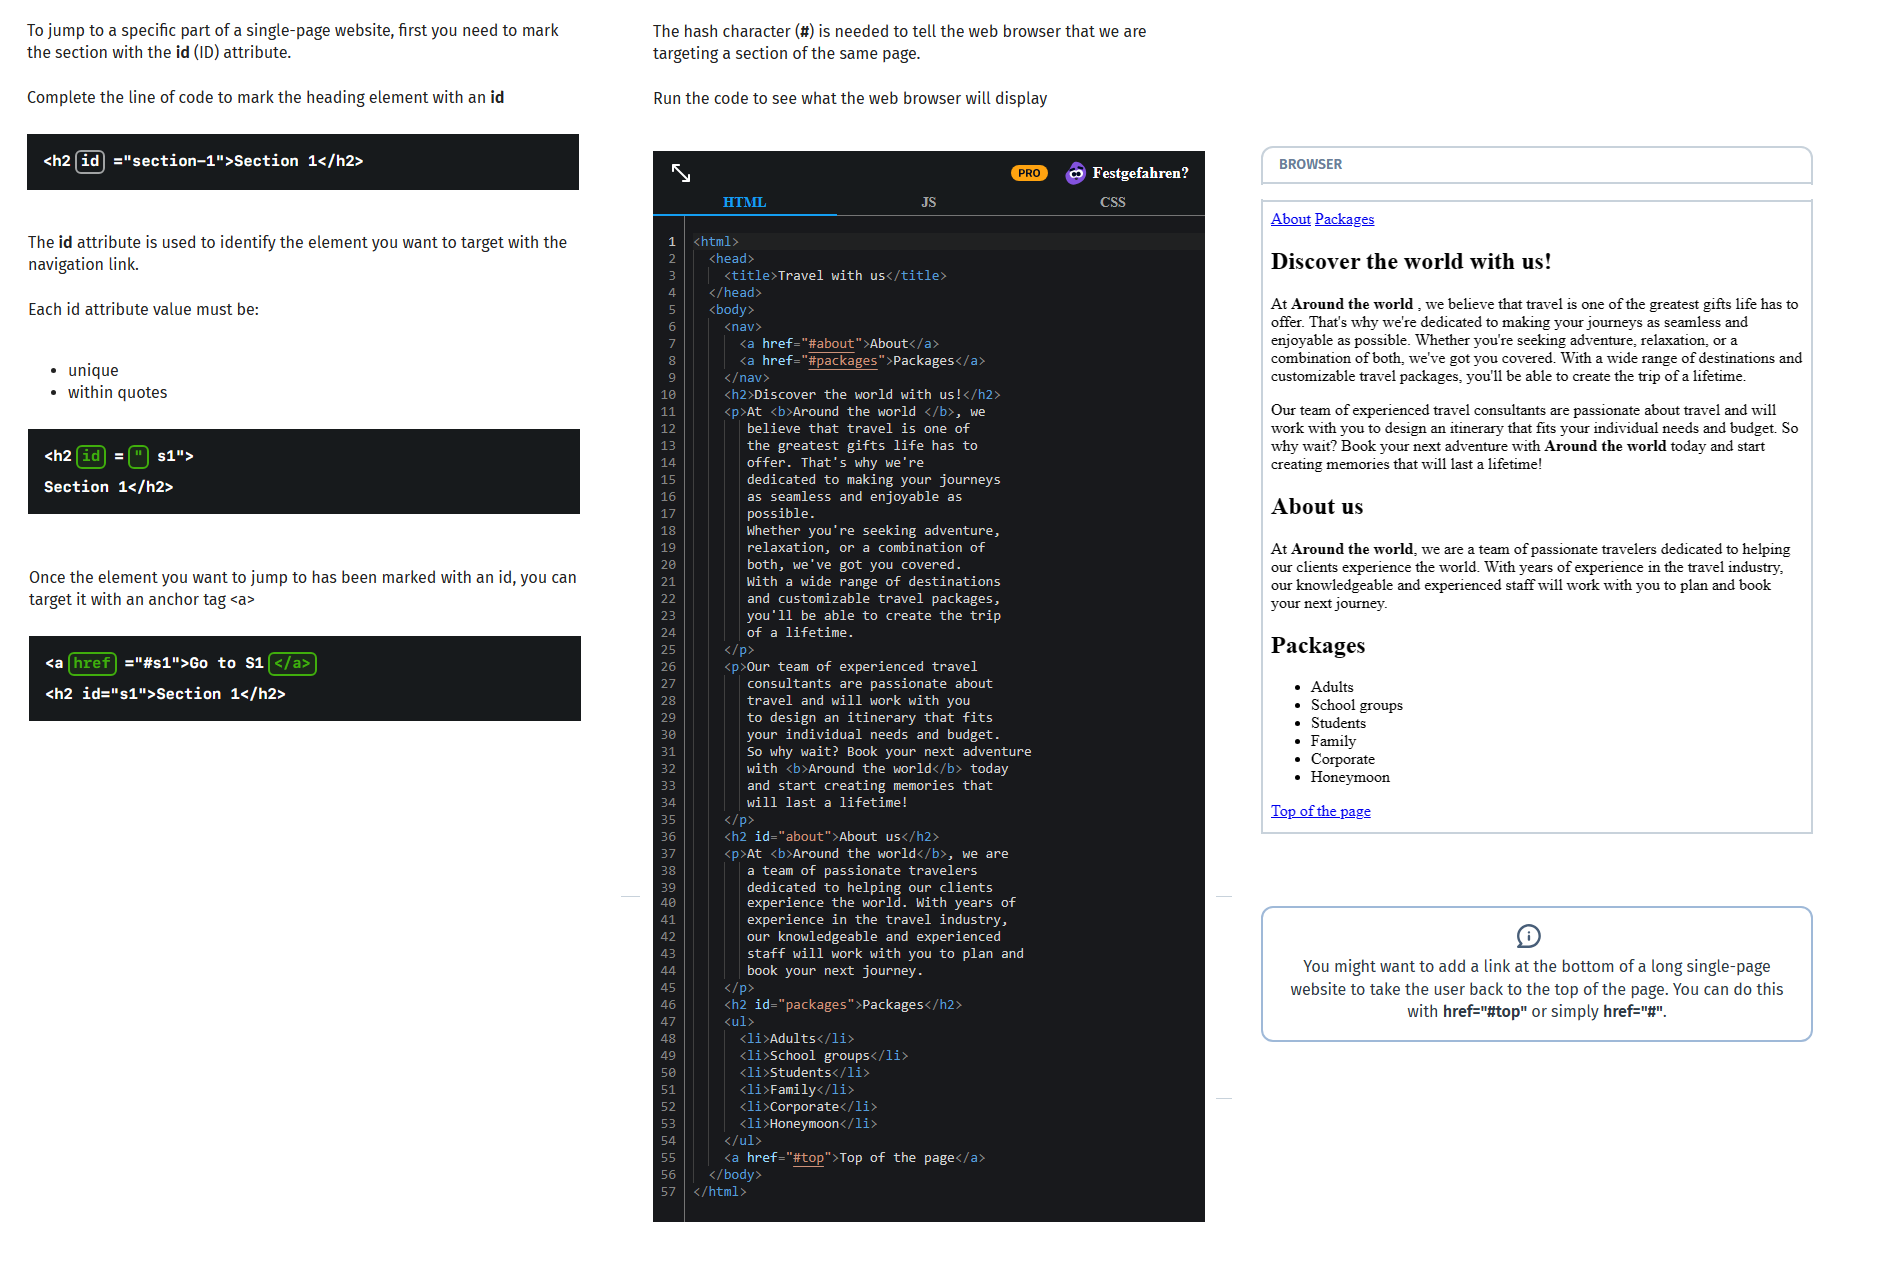 To jump to a specific part of a single-page website, first you need to mark
the section with the id (ID) attribute.
Complete the line of code to mark the heading element with an id
<h2 id ="section-1">Section 1</h2>
The id attribute is used to identify the element you want to target with the
navigation link.
Each id attribute value must be:
• unique
• within quotes
<h2 id = " s1">
Section 1</h2>
Once the element you want to jump to has been marked with an id, you can
target it with an anchor tag <a>
<a href ="#s1">Go to S1 </a>
<h2 id="s1">Section 1</h2>
The hash character (#) is needed to tell the web browser that we are
targeting a section of the same page.
Run the code to see what the web browser will display
PRO Festgefahren?
HTML JS CSS
1 <html>
2 <head>
3 <title>Travel with us</title>
4 </head>
5 <body>
6 <nav>
7 <a href="#about">About</a>
8 <a href="#packages">Packages</a>
9 </nav>
10 <h2>Discover the world with us!</h2>
11 <p>At <b>Around the world </b>, we
12 believe that travel is one of
13 the greatest gifts life has to
14 offer. That's why we're
15 dedicated to making your journeys
16 as seamless and enjoyable as
17 possible.
18 Whether you're seeking adventure,
19 relaxation, or a combination of
20 both, we've got you covered.
21 With a wide range of destinations
22 and customizable travel packages,
23 you'll be able to create the trip
24 of a lifetime.
25 </p>
26 <p>Our team of experienced travel
27 consultants are passionate about
28 travel and will work with you
29 to design an itinerary that fits
30 your individual needs and budget.
31 So why wait? Book your next adventure
32 with <b>Around the world</b> today
33 and start creating memories that
34 will last a lifetime!
35 </p>
36 <h2 id="about">About us</h2>
37 <p>At <b>Around the world</b>, we are
38 a team of passionate travelers
39 dedicated to helping our clients
40 experience the world. With years of
41 experience in the travel industry,
42 our knowledgeable and experienced
43 staff will work with you to plan and
44 book your next journey.
45 </p>
46 <h2 id="packages">Packages</h2>
47 <ul>
48 <li>Adults</li>
49 <li>School groups</li>
50 <li>Students</li>
51 <li>Family</li>
52 <li>Corporate</li>
53 <li>Honeymoon</li>
54 </ul>
55 <a href="#top">Top of the page</a>
56 </body>
57 </html>
BROWSER
About Packages
Discover the world with us!
At Around the world , we believe that travel is one of the greatest gifts life has to
offer. That's why we're dedicated to making your journeys as seamless and
enjoyable as possible. Whether you're seeking adventure, relaxation, or a
combination of both, we've got you covered. With a wide range of destinations and
customizable travel packages, you'll be able to create the trip of a lifetime.
Our team of experienced travel consultants are passionate about travel and will
work with you to design an itinerary that fits your individual needs and budget. So
why wait? Book your next adventure with Around the world today and start
creating memories that will last a lifetime!
About us
At Around the world, we are a team of passionate travelers dedicated to helping
our clients experience the world. With years of experience in the travel industry,
our knowledgeable and experienced staff will work with you to plan and book
your next journey.
Packages
• Adults
• School groups
• Students
• Family
• Corporate
• Honeymoon
Top of the page
You might want to add a link at the bottom of a long single-page
website to take the user back to the top of the page. You can do this
with href="#top" or simply href="#".